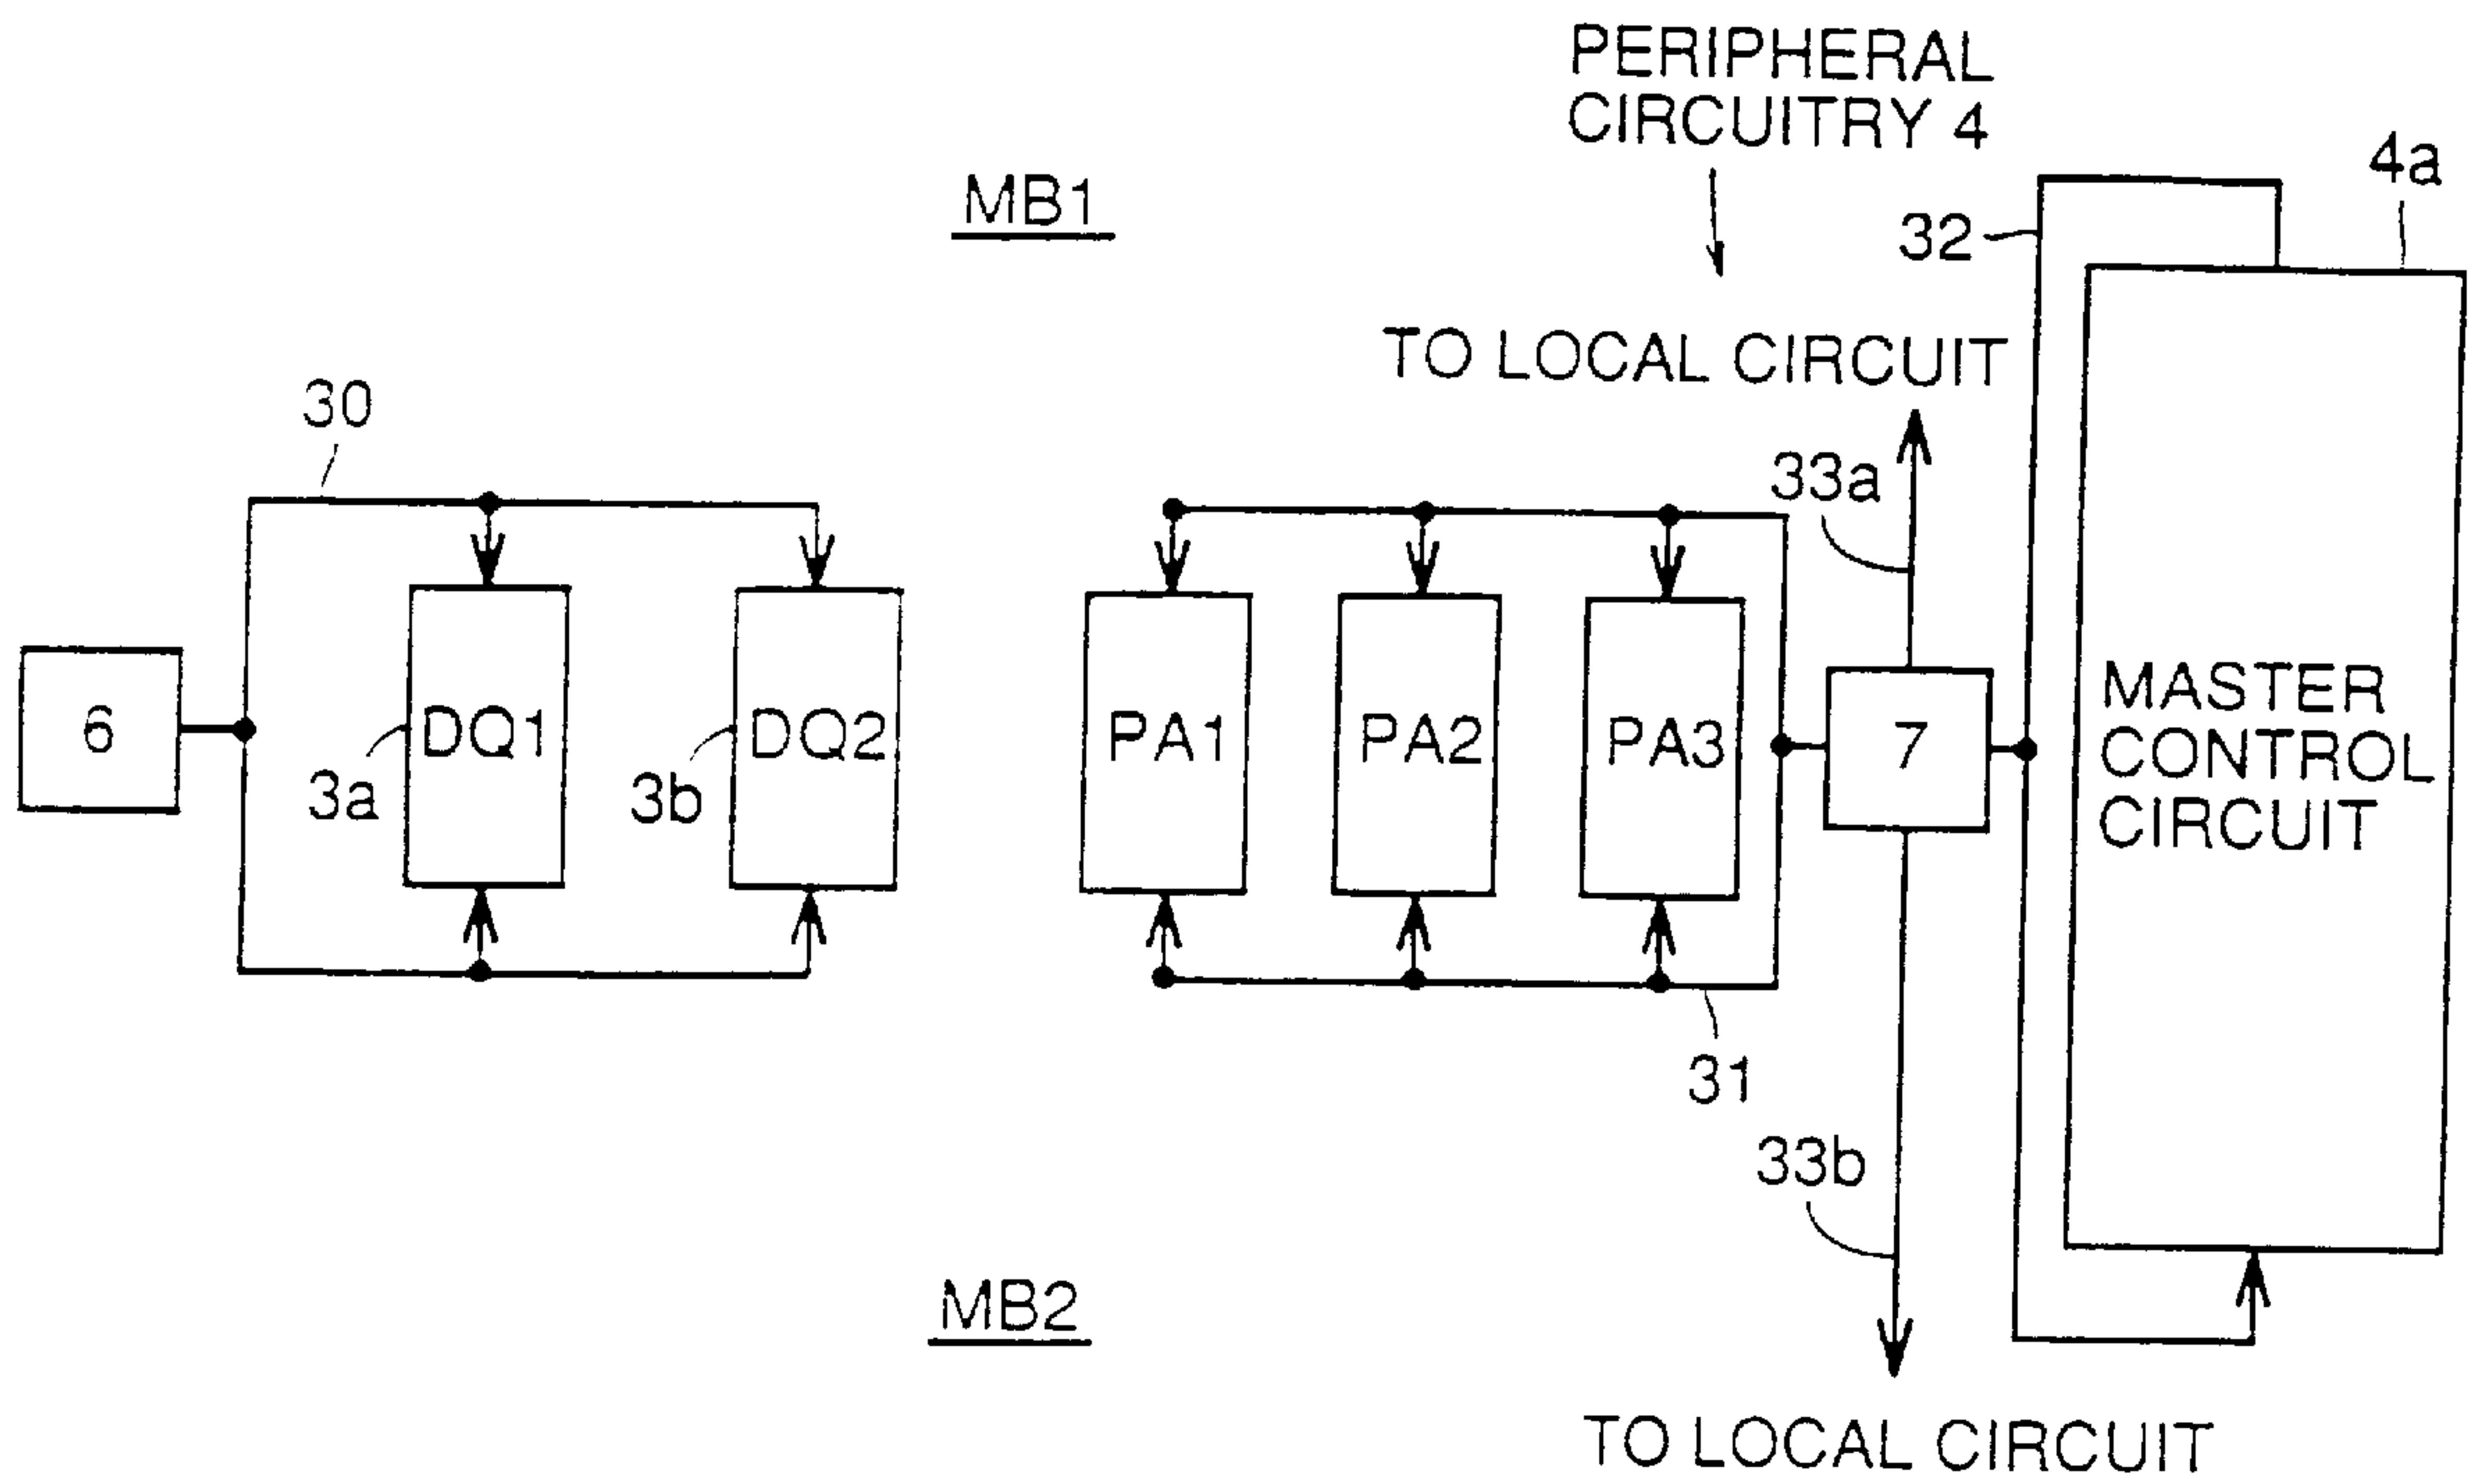 PERIPHERAL
CIRCUITRY 4
4a
MB1
32
TO LOCAL CIRCUIT
30
33a
6
DQ1
DQ2
PA1
PA2
PA3
7
MASTER
CONTROL
CIRCUIT
3a
3b
31
33b
MB2
TO LOCAL CIRCUIT